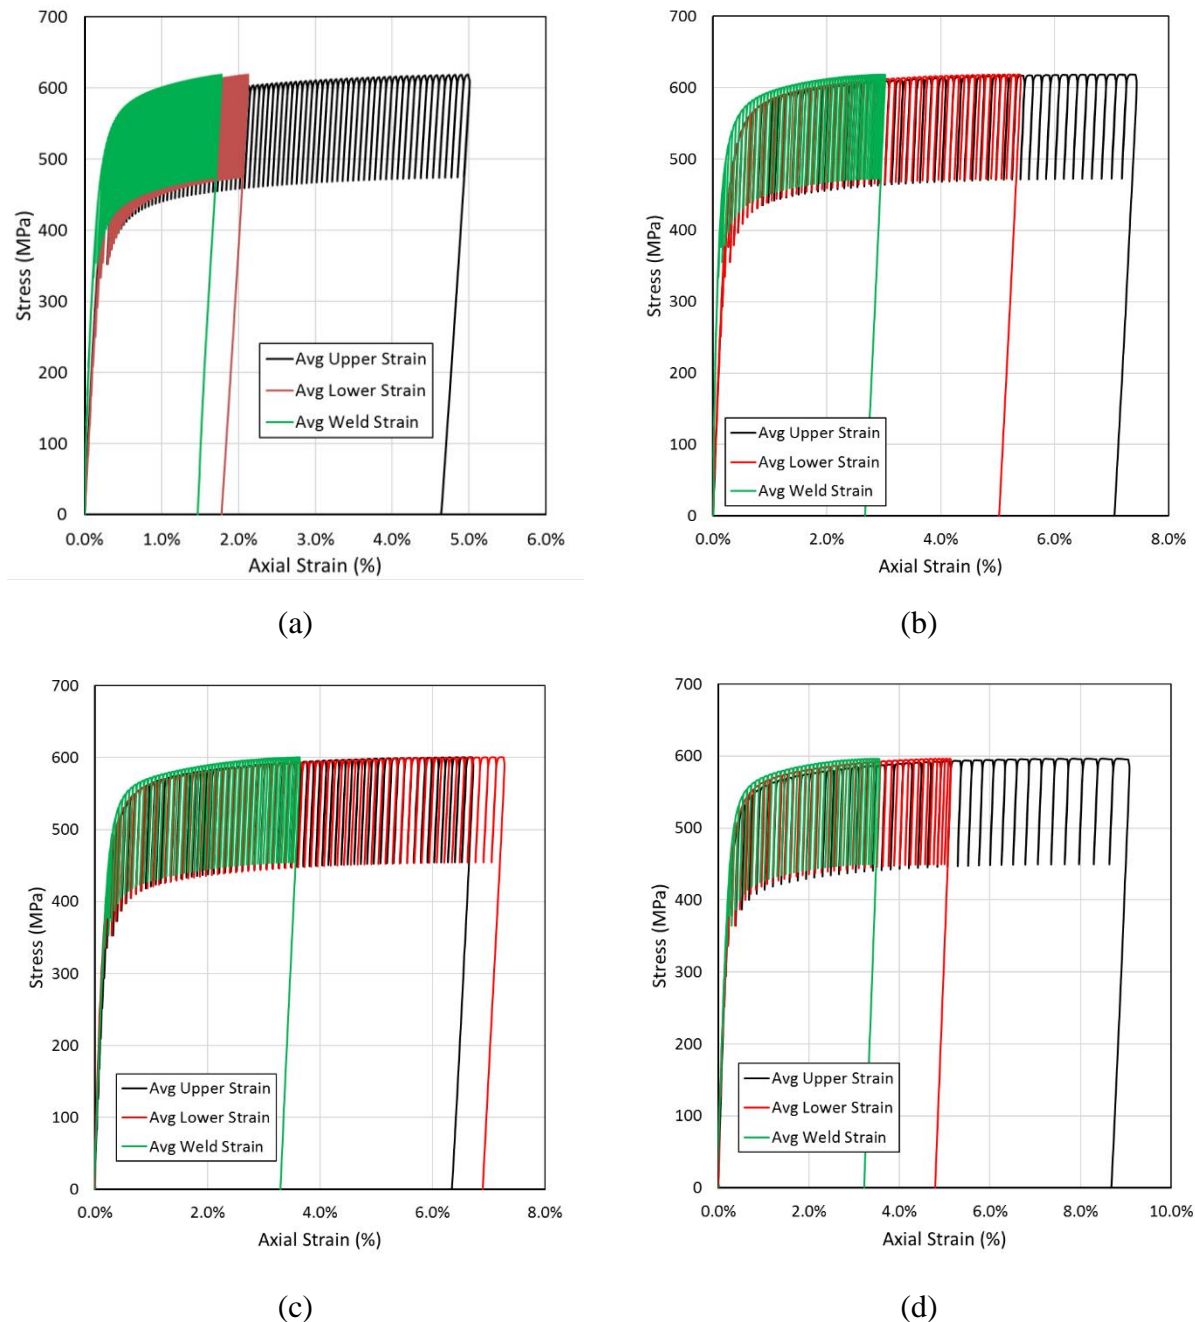 700
600
500
400
300
200
100
0
Stress (MPa)
Avg Upper Strain
Avg Lower Strain
Avg Weld Strain
0.0% 1.0% 2.0% 3.0% 4.0% 5.0% 6.0%
Axial Strain (%)
(a)
700
600
500
400
300
200
100
0
Stress (MPa)
Avg Upper Strain
Avg Lower Strain
Avg Weld Strain
0.0% 2.0% 4.0% 6.0% 8.0%
Axial Strain (%)
(b)
700
600
500
400
300
200
100
0
Stress (MPa)
Avg Upper Strain
Avg Lower Strain
Avg Weld Strain
0.0% 2.0% 4.0% 6.0% 8.0%
Axial Strain (%)
(c)
700
600
500
400
300
200
100
0
Stress (MPa)
Avg Upper Strain
Avg Lower Strain
Avg Weld Strain
0.0% 2.0% 4.0% 6.0% 8.0% 10.0%
Axial Strain (%)
(d)